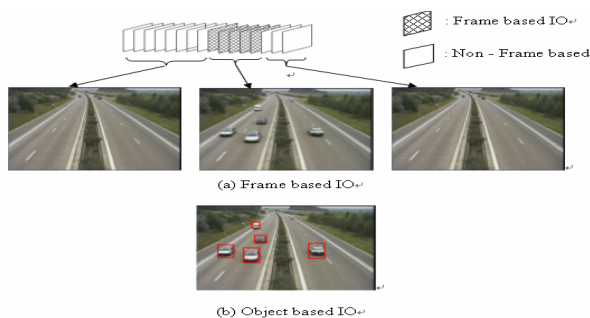 : Frame based IO↵
: Non - Frame based
↵
↵
(a) Frame based IO↵
↵
(b) Object based IO↵